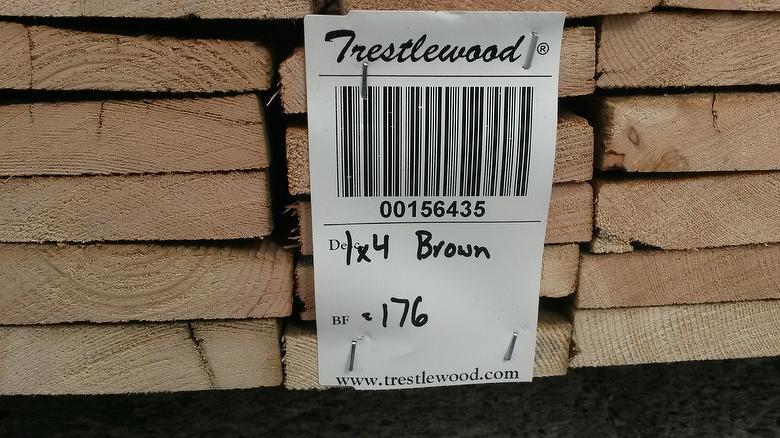 Trestlewood®
00156435
Desc 1x4 Brown
BF ~176
www.trestlewood.com